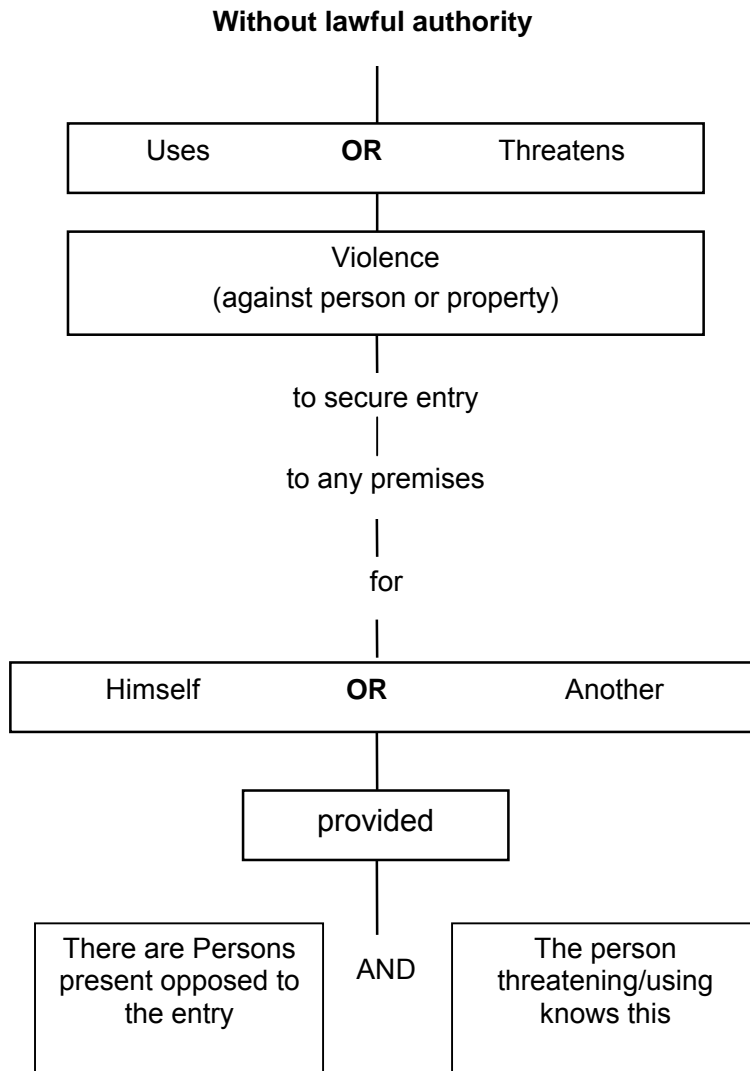 Without lawful authority
Uses OR Threatens
Violence
(against person or property)
to secure entry
to any premises
for
Himself OR Another
provided
There are Persons
present opposed to
the entry
AND
The person
threatening/using
knows this